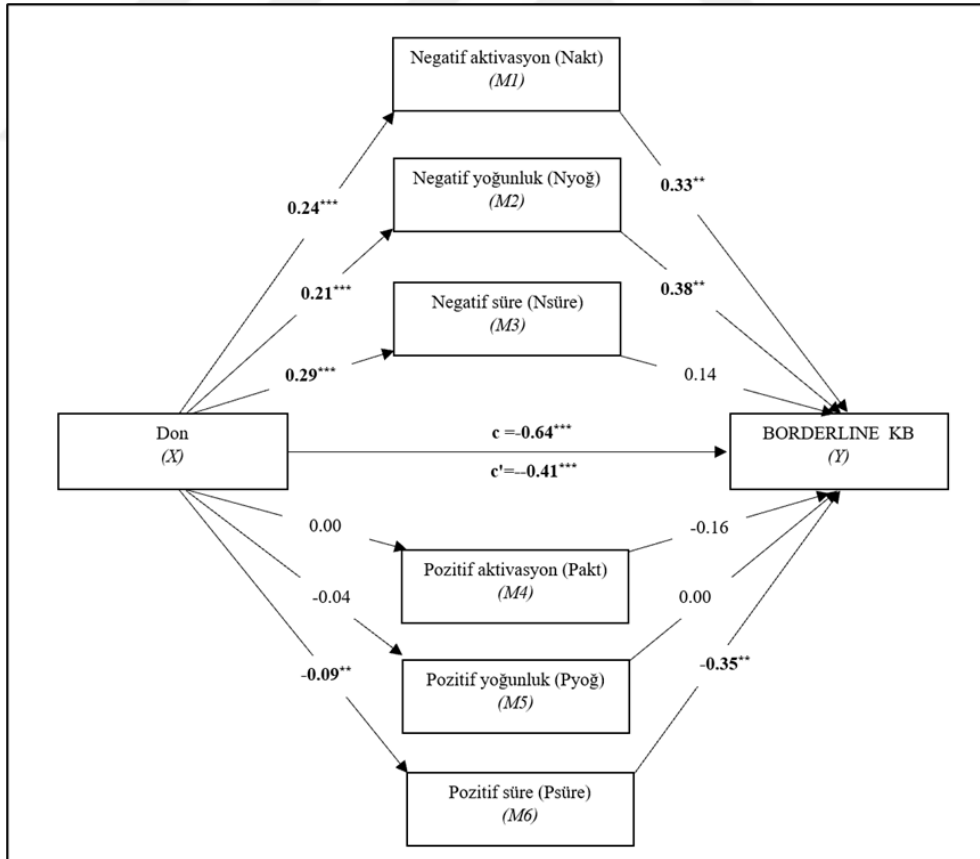 Negatif aktivasyon (Nakt)
(M1)
Negatif yoğunluk (Nyoğ)
(M2)
0.33**
0.24***
0.21***
0.38**
Negatif süre (Nsüre)
(M3)
0.29***
0.14
Don
(X)
c =-0.64***
c'=--0.41***
BORDERLINE KB
(Y)
0.00
-0.16
Pozitif aktivasyon (Pakt)
(M4)
-0.04
0.00
-0.09**
-0.35**
Pozitif yoğunluk (Pyoğ)
(M5)
Pozitif süre (Psüre)
(M6)